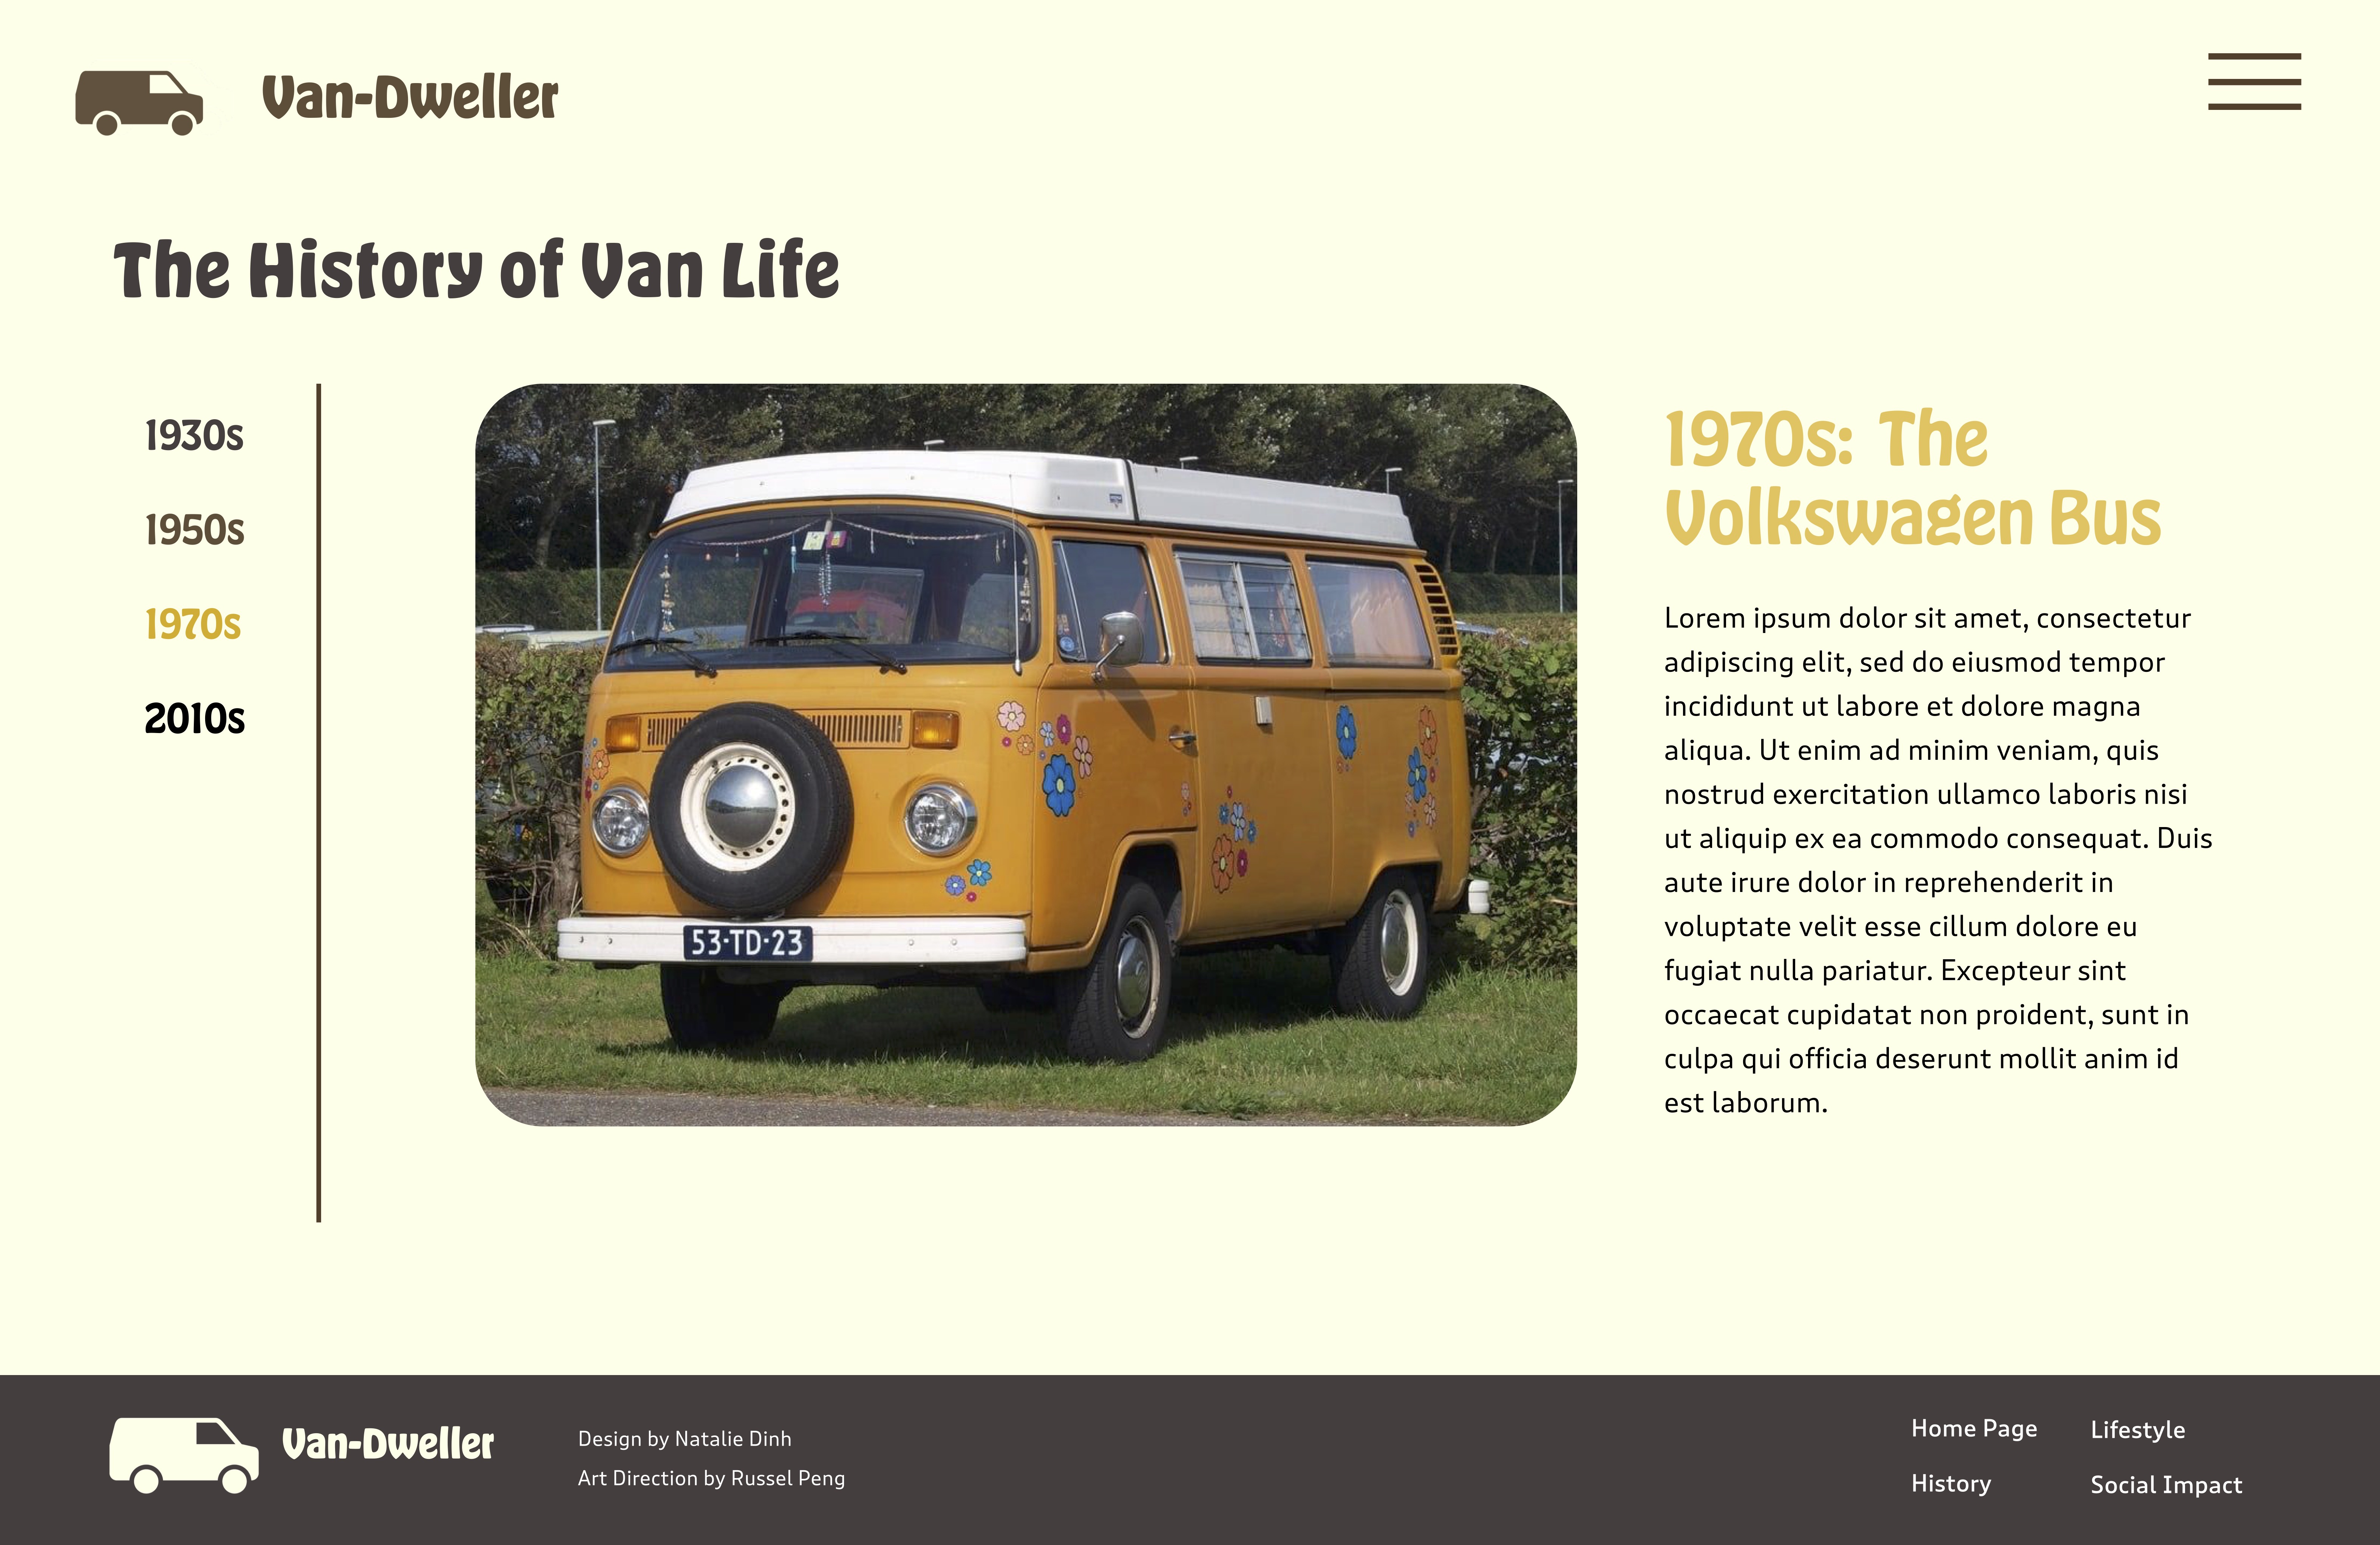 Van-Dweller
The History of Van Life
1930s
1950s
1970s
2010s
53-TD-23
1970s: The
Volkswagen Bus
Lorem ipsum dolor sit amet, consectetur
adipiscing elit, sed do eiusmod tempor
incididunt ut labore et dolore magna
aliqua. Ut enim ad minim veniam, quis
nostrud exercitation ullamco laboris nisi
ut aliquip ex ea commodo consequat. Duis
aute irure dolor in reprehenderit in
voluptate velit esse cillum dolore eu
fugiat nulla pariatur. Excepteur sint
occaecat cupidatat non proident, sunt in
culpa qui officia deserunt mollit anim id
est laborum.
Van-Dweller
Design by Natalie Dinh
Art Direction by Russel Peng
Home Page
Lifestyle
History
Social Impact